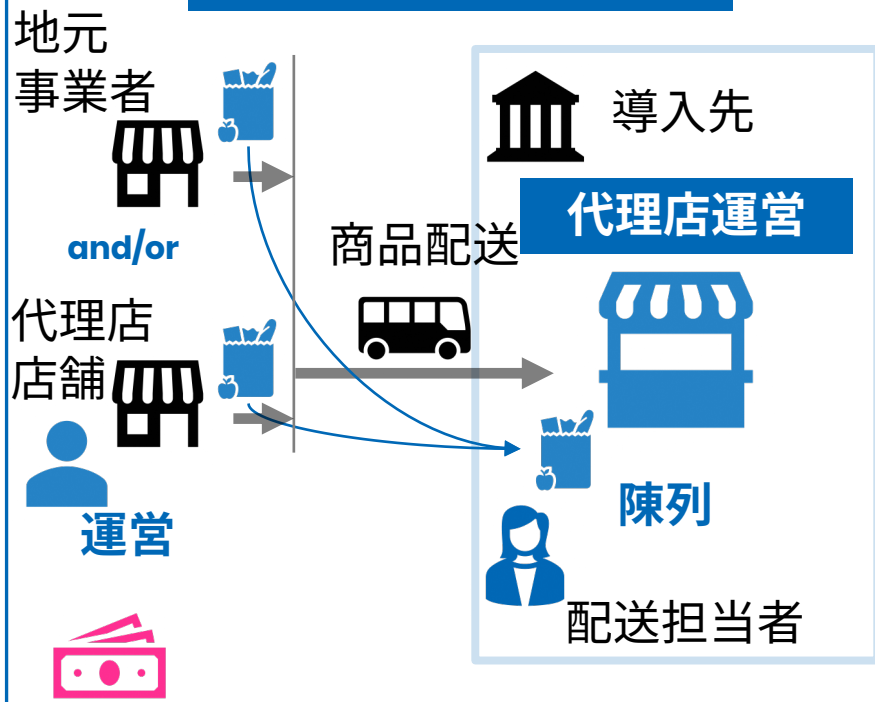 地元
事業者
and/or
代理店
店舗
運営
商品配送
導入先
代理店運営
陳列
配送担当者